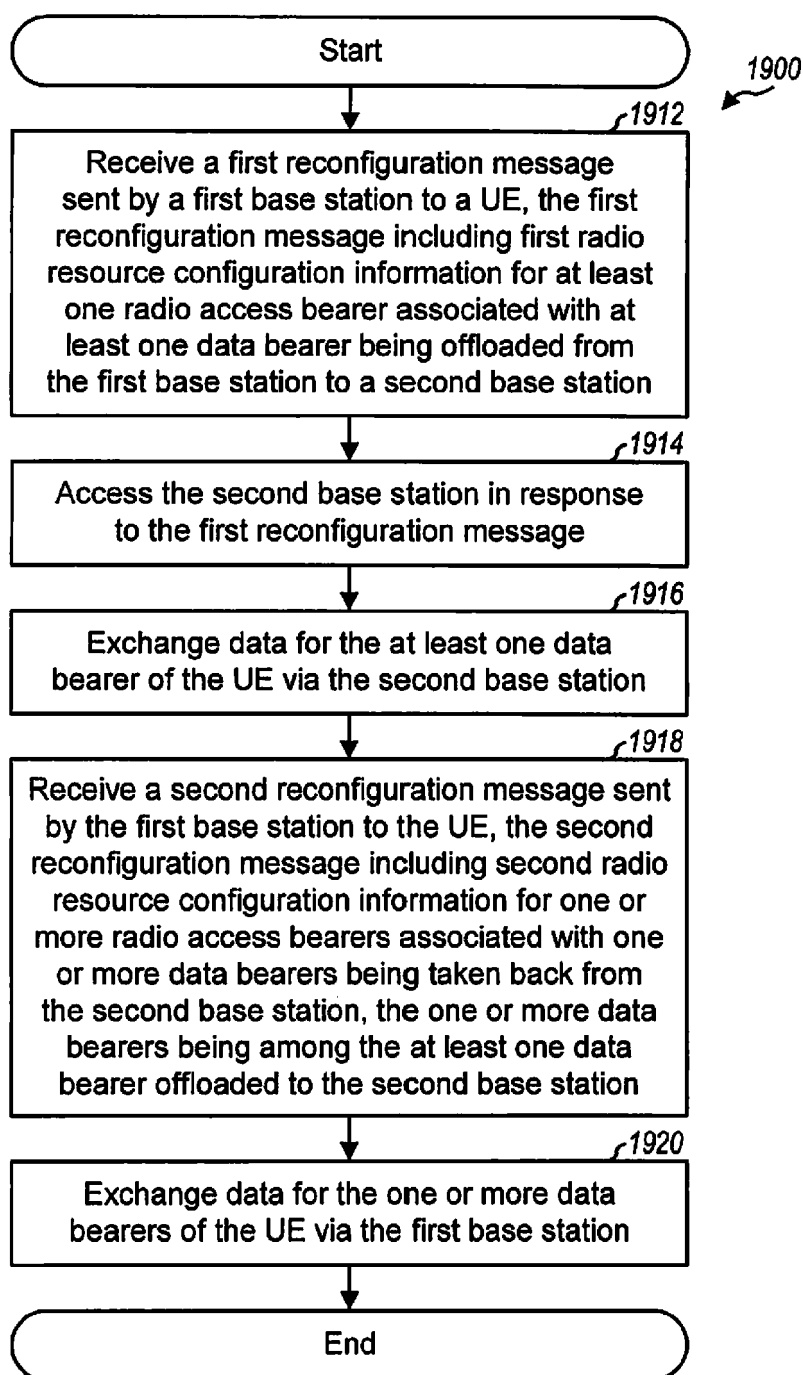 Start
1900
1912
Receive a first reconfiguration message
sent by a first base station to a UE, the first
reconfiguration message including first radio
resource configuration information for at least
one radio access bearer associated with at
least one data bearer being offloaded from
the first base station to a second base station
1914
Access the second base station in response
to the first reconfiguration message
1916
Exchange data for the at least one data
bearer of the UE via the second base station
1918
Receive a second reconfiguration message sent
by the first base station to the UE, the second
reconfiguration message including second radio
resource configuration information for one or
more radio access bearers associated with one
or more data bearers being taken back from
the second base station, the one or more data
bearers being among the at least one data
bearer offloaded to the second base station
1920
Exchange data for the one or more data
bearers of the UE via the first base station
End